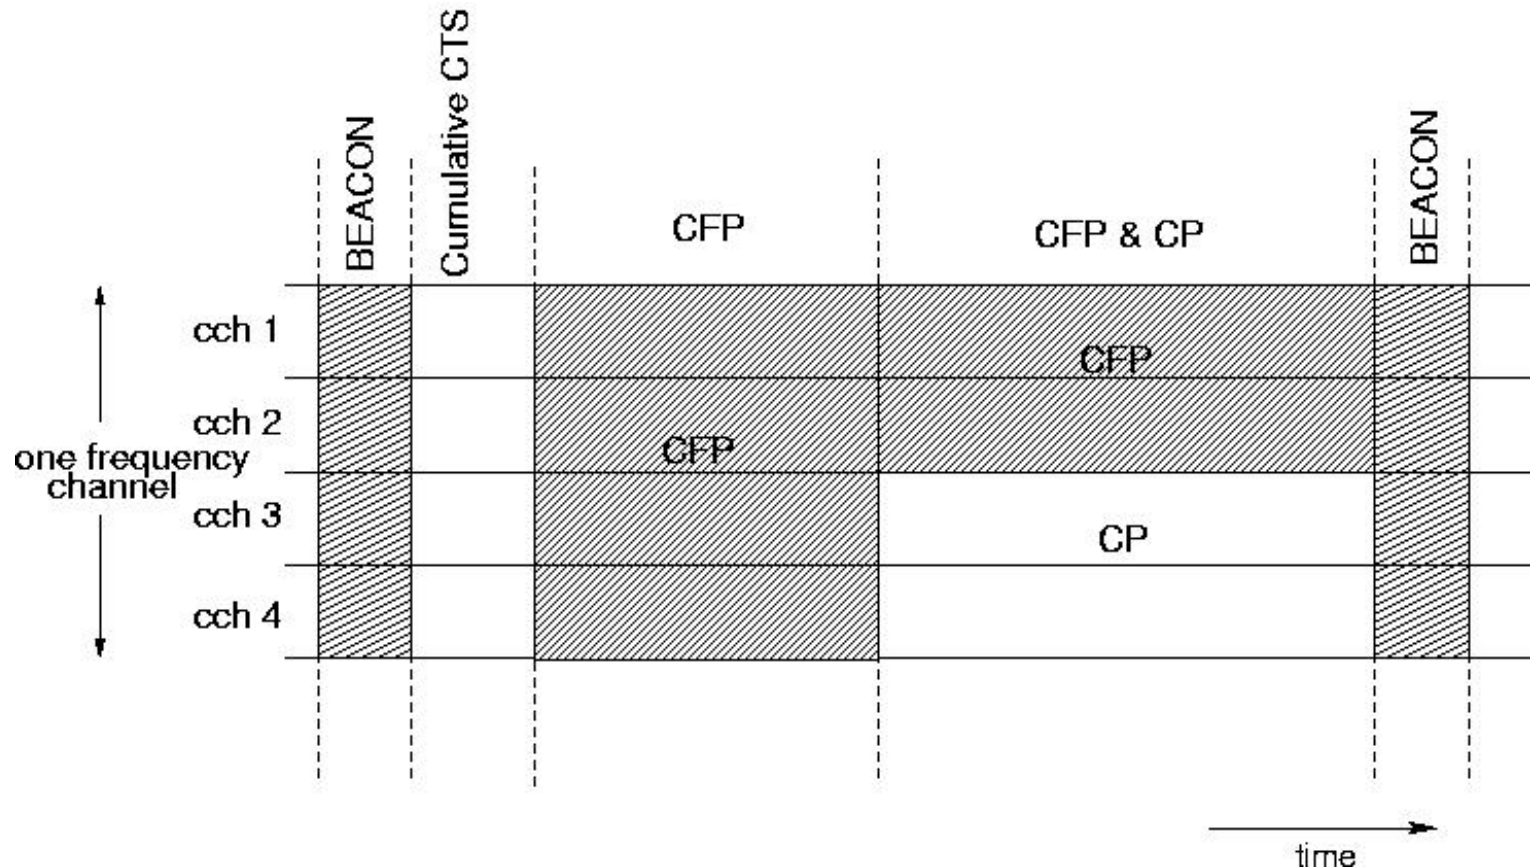 BEACON
Cumulative CTS
CFP
CFP & CP
BEACON
cch 1
CFP
cch 2
one frequency
channel
CFP
cch 3
CP
cch 4
time